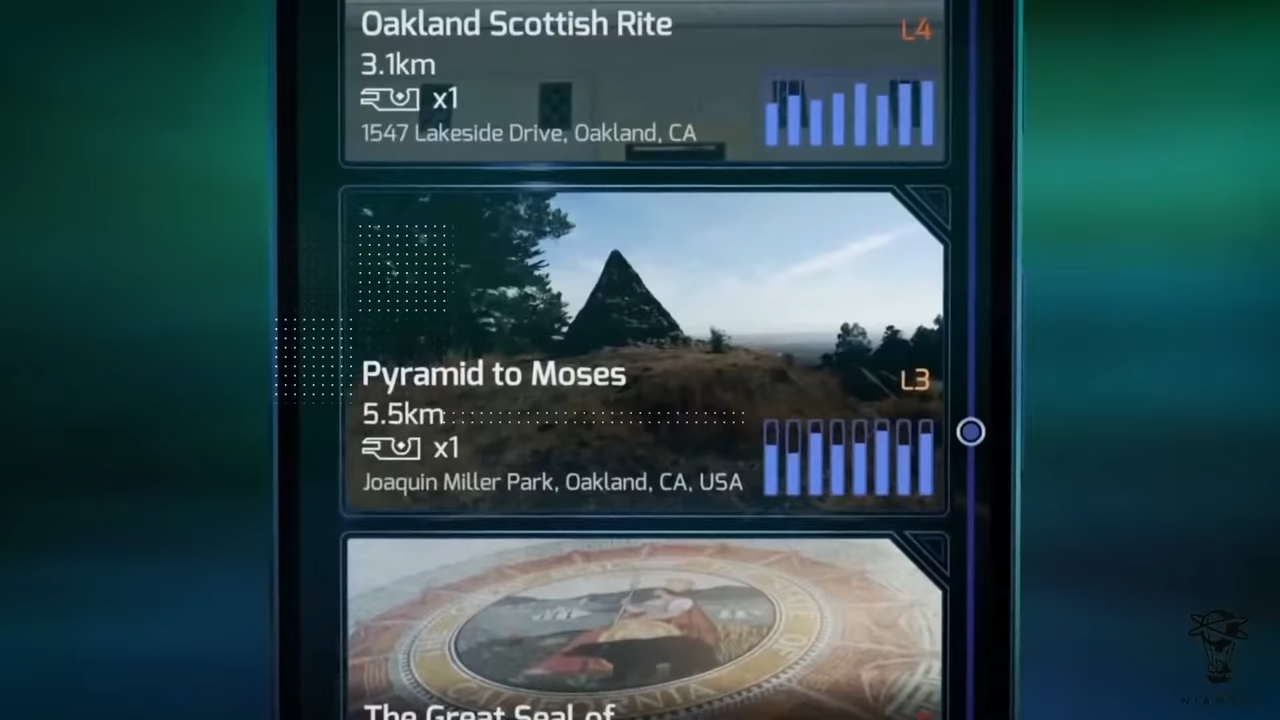 Oakland Scottish Rite
L4
3.1km
x1
1547 Lakeside Drive, Oakland, CA
Pyramid to Moses
L3
5.5km
x1
Joaquin Miller Park, Oakland, CA, USA
The Great Seal of